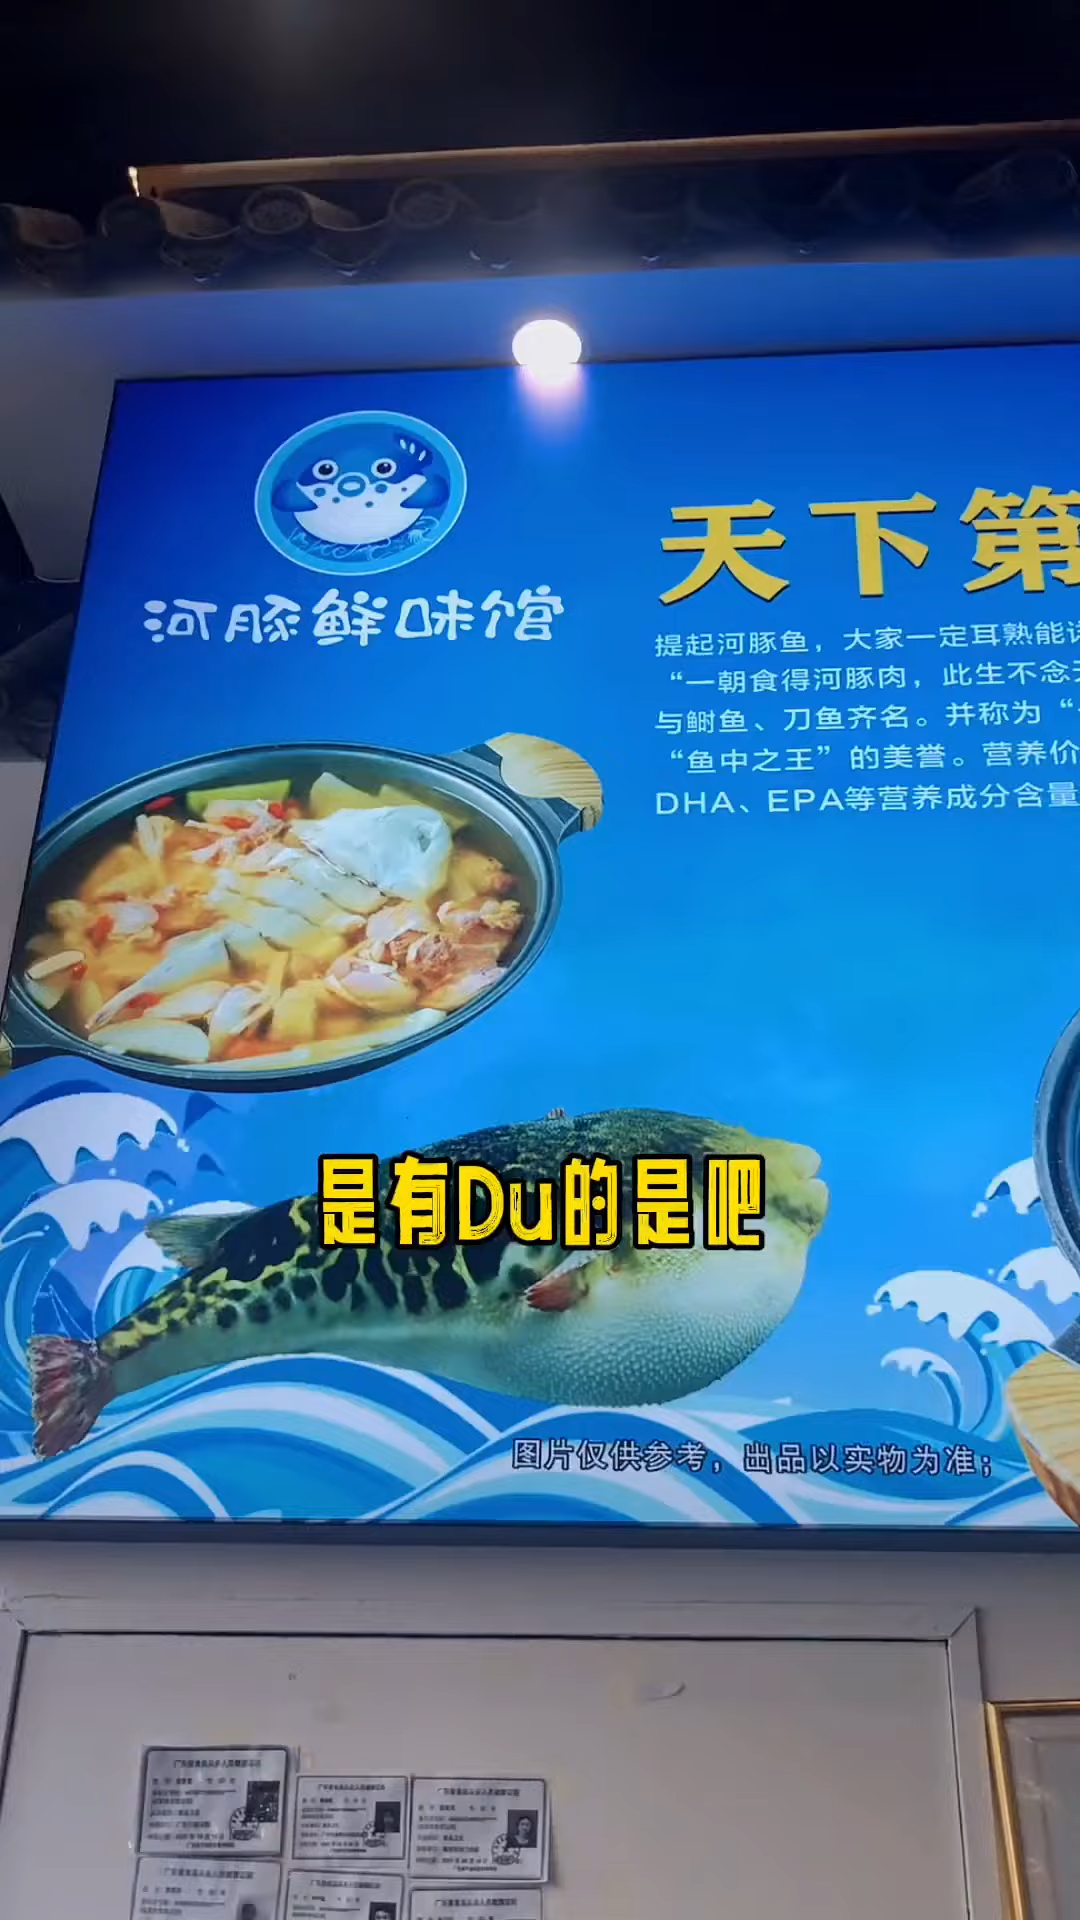 河豚鲜味馆
天下第
提起河豚鱼，大家一定耳熟能
“一朝食得河豚肉，此生不念
与鲥鱼、刀鱼齐名。并称为“
“鱼中之王”的美誉。营养价
DHA、EPA等营养成分含量
是有Du的是吧
图片仅供参考，出品以实物为准；